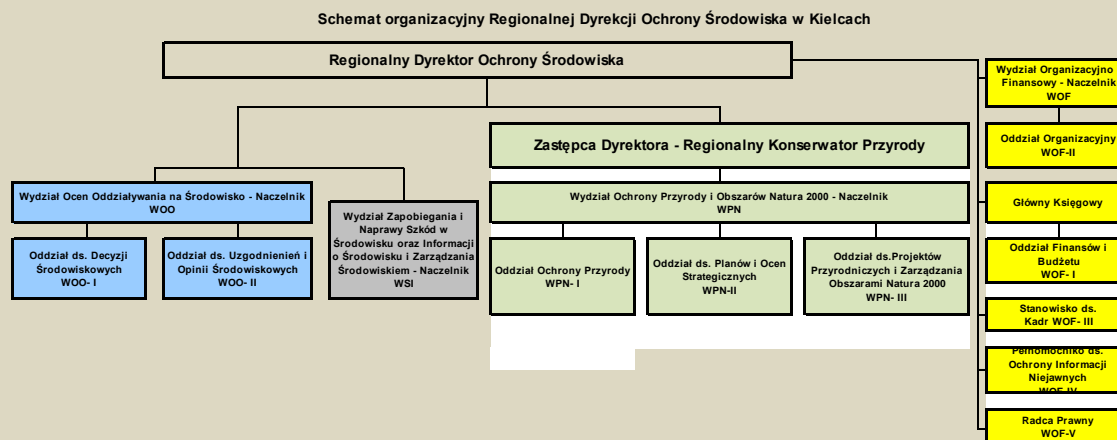 Schemat organizacyjny Regionalnej Dyrekcji Ochrony Środowiska w Kielcach
Regionalny Dyrektor Ochrony Środowiska
Zastępca Dyrektora - Regionalny Konserwator Przyrody
Wydział Ocen Oddziaływania na Środowisko - Naczelnik
WOO
Oddział ds. Decyzji
Środowiskowych
WOO- I
Oddział ds. Uzgodnienień i
Opinii Środowiskowych
WOO- II
Wydział Zapobiegania i
Naprawy Szkód w
Środowisku oraz Informacji
o Środowisku i Zarządzania
Środowiskiem - Naczelnik
WSI
Wydział Ochrony Przyrody i Obszarów Natura 2000 - Naczelnik
WPN
Oddział Ochrony Przyrody
WPN- I
Oddział ds. Planów i Ocen
Strategicznych
WPN-II
Oddział ds.Projektów
Przyrodniczych i Zarządzania
Obszarami Natura 2000
WPN- III
Wydział Organizacyjno
Finansowy - Naczelnik
WOF
Oddział Organizacyjny
WOF-II
Główny Księgowy
Oddział Finansów i
Budżetu
WOF- I
Stanowisko ds.
Kadr WOF- III
Pełnomocniko ds.
Ochrony Informacji
Niejawnych
WOF-IV
Radca Prawny
WOF-V